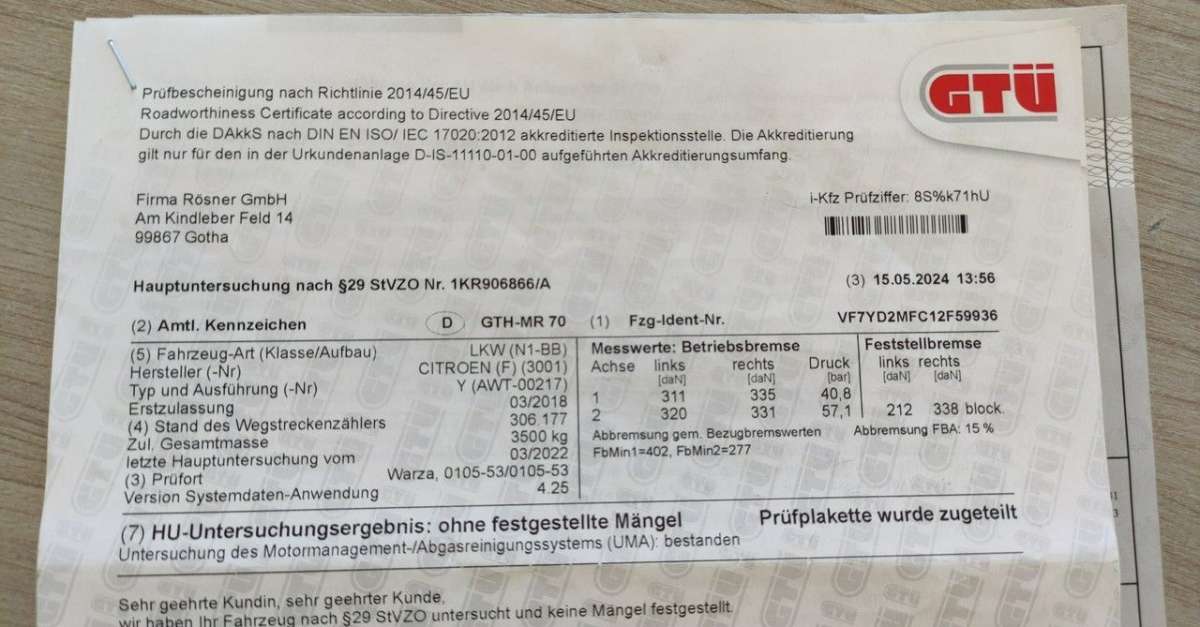 GTÜ
Prüfbescheinigung nach Richtlinie 2014/45/EU
Roadworthiness Certificate according to Directive 2014/45/EU
Durch die DAkkS nach DIN EN ISO/ IEC 17020:2012 akkreditierte Inspektionsstelle. Die Akkreditierung
gilt nur für den in der Urkundenanlage D-IS-11110-01-00 aufgeführten Akkreditierungsumfang.
Firma Rösner GmbH
Am Kindleber Feld 14
99867 Gotha
i-Kfz Prüfziffer: 8S%k71hU
Hauptuntersuchung nach §29 StVZO Nr. 1KR906866/A (3) 15.05.2024 13:56
(2) Amtl. Kennzeichen D GTH-MR 70 (1) Fzg-Ident-Nr. VF7YD2MFC12F59936
(5) Fahrzeug-Art (Klasse/Aufbau) LKW (N1-BB)
Hersteller (-Nr) CITROEN (F) (3001)
Typ und Ausführung (-Nr) Y (AWT-00217)
Erstzulassung 03/2018
(4) Stand des Wegstreckenzählers 306.177
Zul. Gesamtmasse 3500 kg
letzte Hauptuntersuchung vom 03/2022
(3) Prüfort Warza, 0105-53/0105-53
Version Systemdaten-Anwendung 4.25
Messwerte: Betriebsbremse Feststellbremse
Achse links rechts Druck links rechts
[daN] [daN] [bar] [daN] [daN]
1 311 335 40,8
2 320 331 57,1 212 338 block.
Abbremsung gem. Bezugbremswerten Abbremsung FBA: 15 %
FbMin1=402, FbMin2=277
(7) HU-Untersuchungsergebnis: ohne festgestellte Mängel Prüfplakette wurde zugeteilt
Untersuchung des Motormanagement-/Abgasreinigungssystems (UMA): bestanden
Sehr geehrte Kundin, sehr geehrter Kunde,
wir haben Ihr Fahrzeug nach §29 StVZO untersucht und keine Mängel festgestellt.